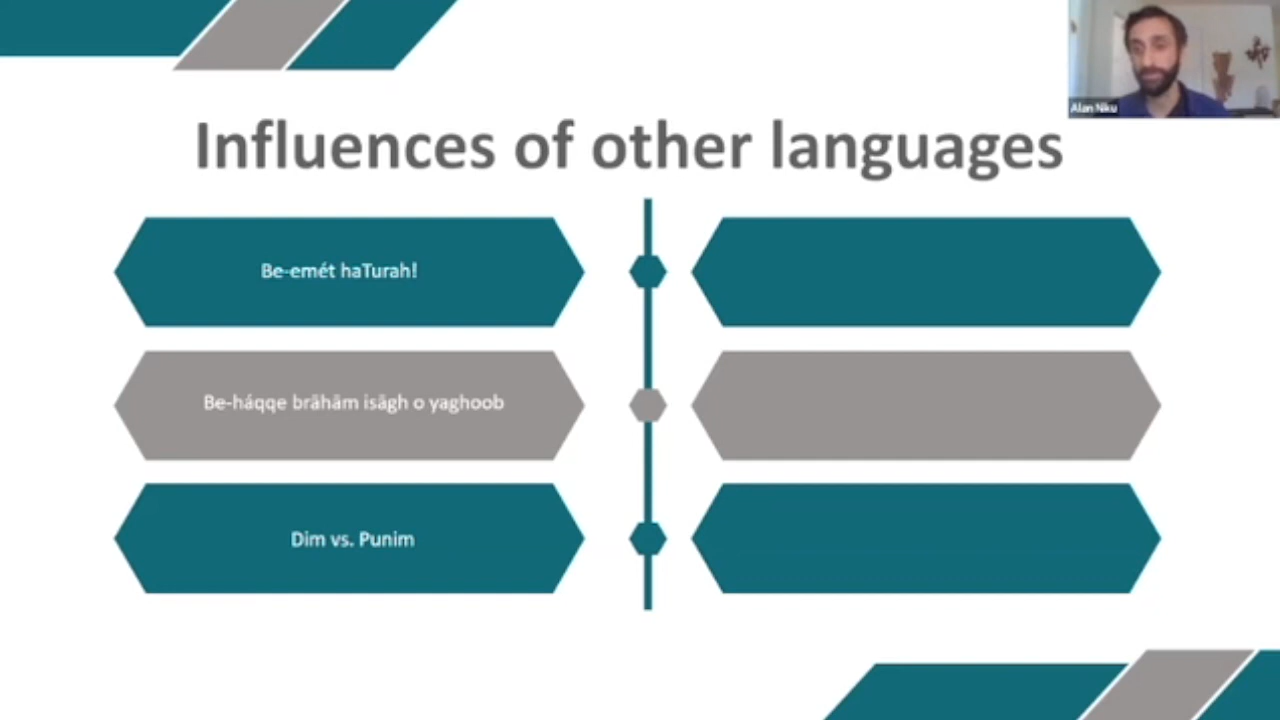 Alan Niku
Influences of other languages
Be-emét haTurah!
Be-háqqe brāhām isāgh o yaghoob
Dim vs. Punim